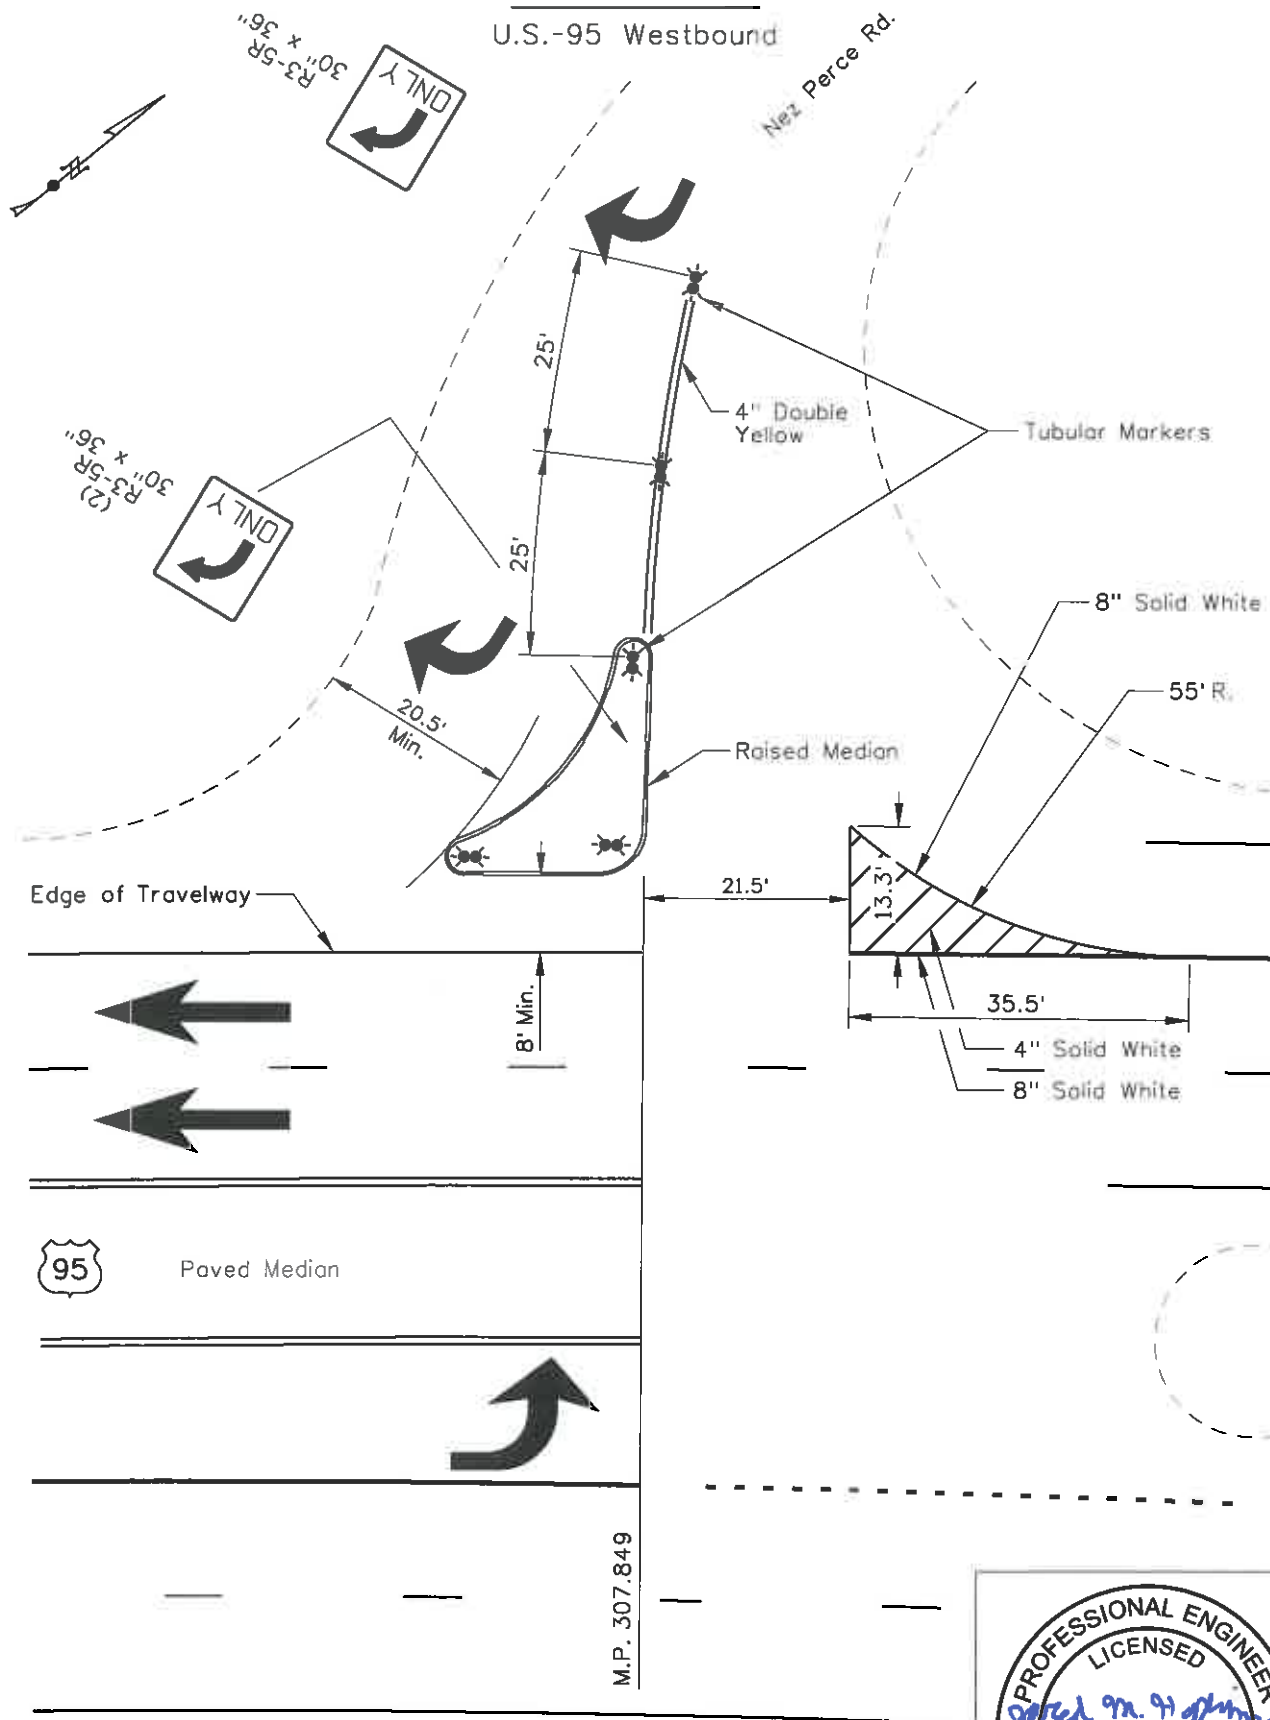 U.S.-95 Westbound
Nez Perce Rd.
R3-5R
30" x 36"
ONLY
N
25'
4" Double
Yellow
Tubular Markers
(2)
R3-5R
30" x 36"
ONLY
25'
8" Solid White
55' R.
20.5'
Min.
Raised Median
Edge of Travelway
21.5'
13.3'
8' Min.
35.5'
4" Solid White
8" Solid White
95
Paved Median
M.P. 307.849
PROFESSIONAL ENGINEER
LICENSED